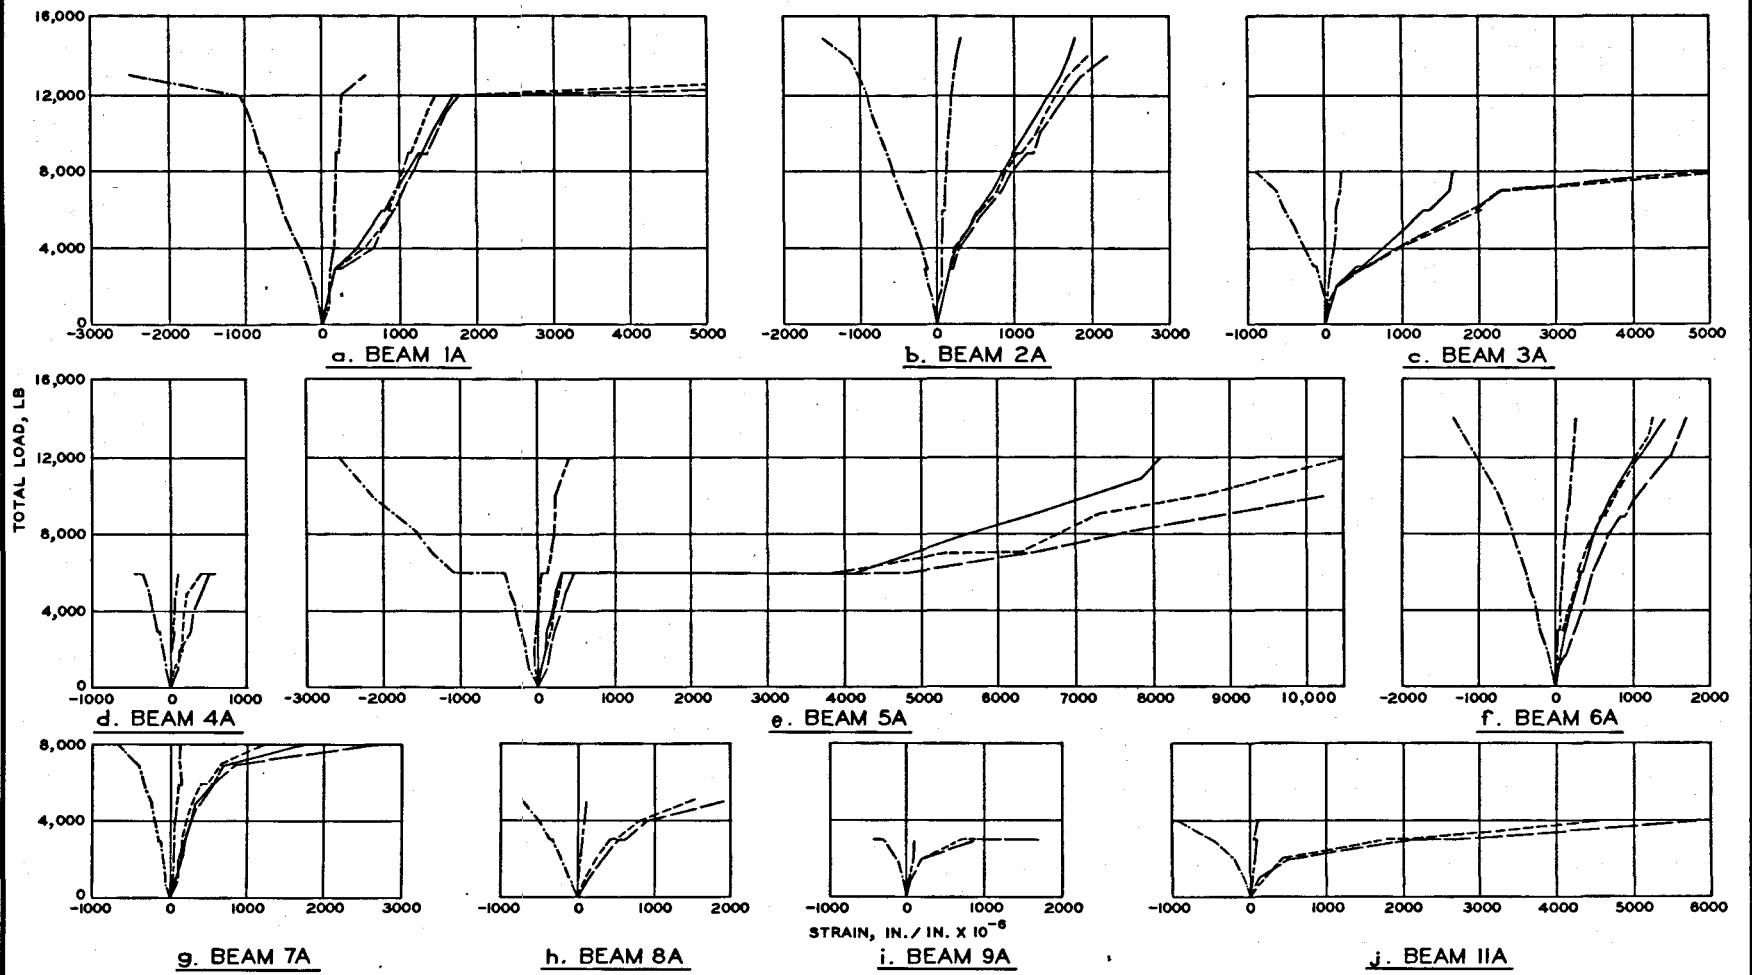 16,000
12,000
8,000
4,000
0
-3000 -2000 -1000 0 1000 2000 3000 4000 5000
a. BEAM 1A
-2000 -1000 0 1000 2000 3000
b. BEAM 2A
-1000 0 1000 2000 3000 4000 5000
c. BEAM 3A
TOTAL LOAD, LB
16,000
12,000
8,000
4,000
0
-1000 0 1000
d. BEAM 4A
-3000 -2000 -1000 0 1000 2000 3000 4000 5000 6000 7000 8000 9000 10,000
e. BEAM 5A
-2000 -1000 0 1000 2000
f. BEAM 6A
8,000
4,000
0
-1000 0 1000 2000 3000
g. BEAM 7A
-1000 0 1000 2000
h. BEAM 8A
-1000 0 1000 2000
STRAIN, IN./IN. X 10⁻⁶
i. BEAM 9A
-1000 0 1000 2000 3000 4000 5000 6000
j. BEAM 11A